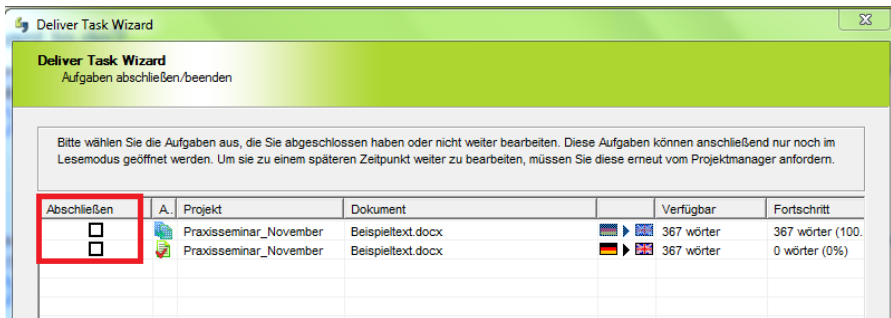 Deliver Task Wizard
Deliver Task Wizard
Aufgaben abschließen/beenden
Bitte wählen Sie die Aufgaben aus, die Sie abgeschlossen haben oder nicht weiter bearbeiten. Diese Aufgaben können anschließend nur noch im
Lesemodus geöffnet werden. Um sie zu einem späteren Zeitpunkt weiter zu bearbeiten, müssen Sie diese erneut vom Projektmanager anfordern.
Abschließen A.. Projekt Dokument Verfügbar Fortschritt
Praxisseminar_November Beispieltext.docx 367 wörter 367 wörter (100.
Praxisseminar_November Beispieltext.docx 367 wörter 0 wörter (0%)